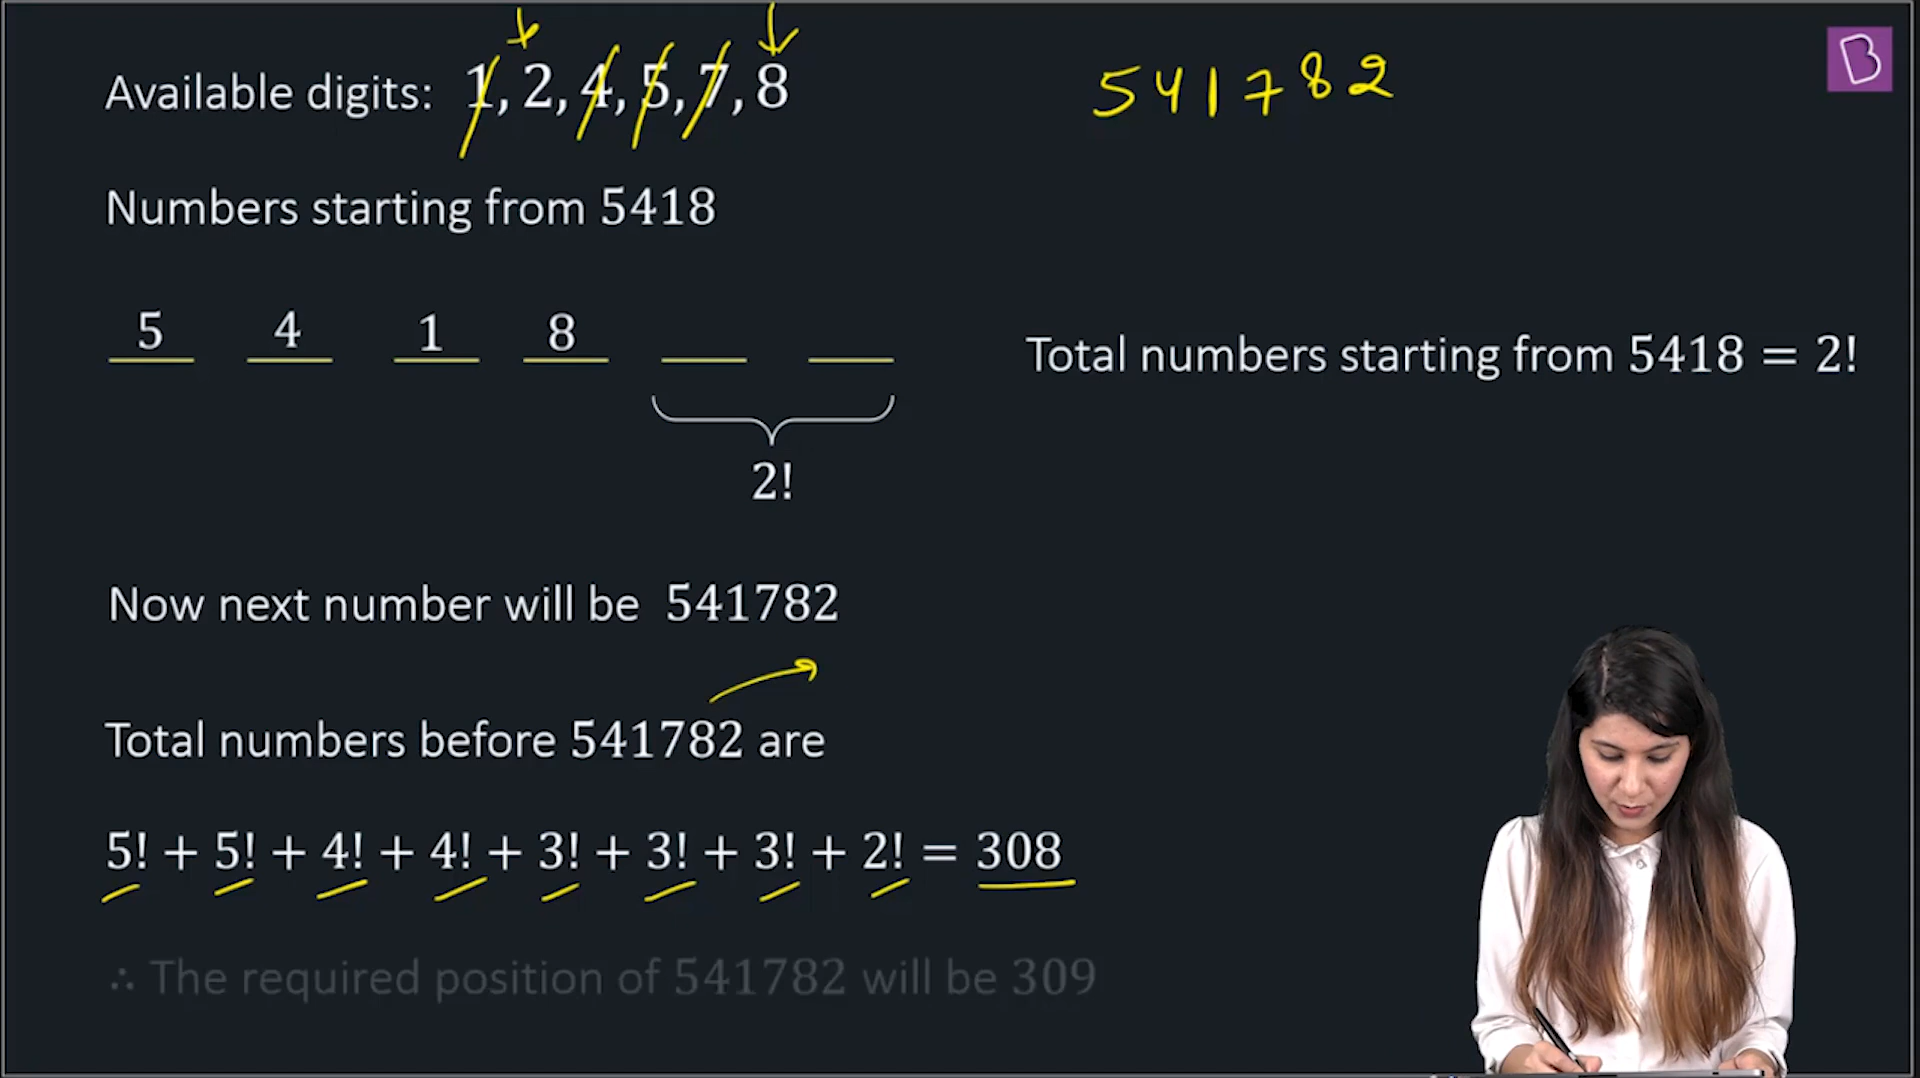 Available digits: 1, 2, 4, 5, 7, 8
541782
Numbers starting from 5418
5 4 1 8
Total numbers starting from 5418 = 2!
2!
Now next number will be 541782
Total numbers before 541782 are
5! + 5! + 4! + 4! + 3! + 3! + 3! + 2! = 308
∴ The required position of 541782 will be 309
B